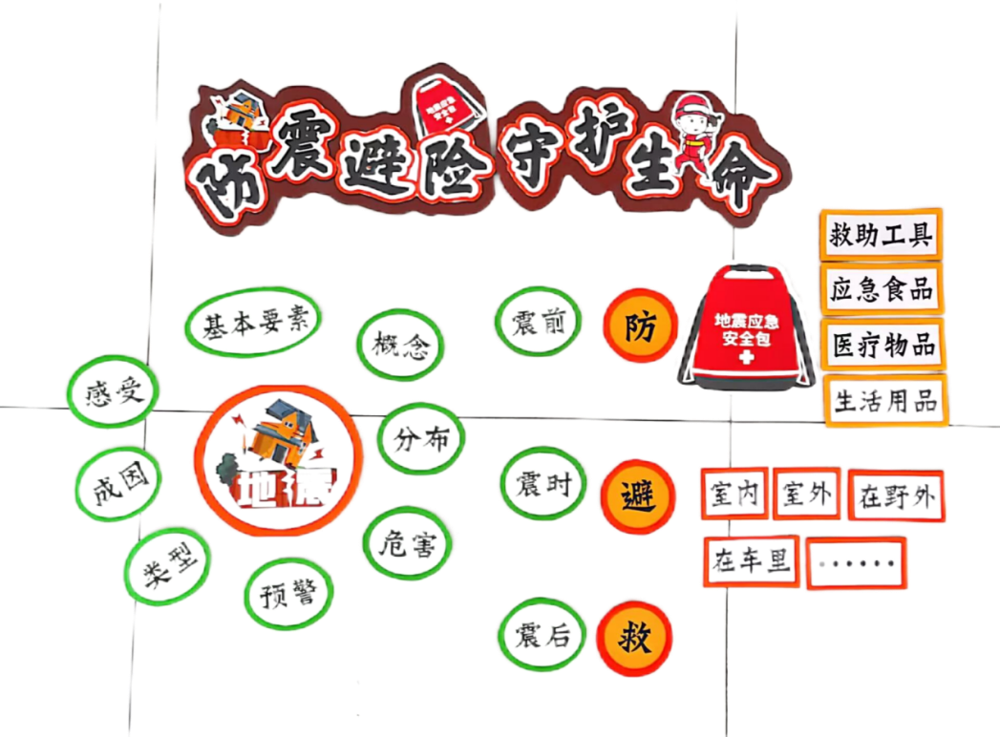 防震避险守护生命
地震应急
安全包
基本要素
概念
感受
分布
地震
成因
危害
类型
预警
震前
防
地震应急
安全包
救助工具
应急食品
医疗物品
生活用品
震时
避
室内
室外
在野外
在车里
······
震后
救